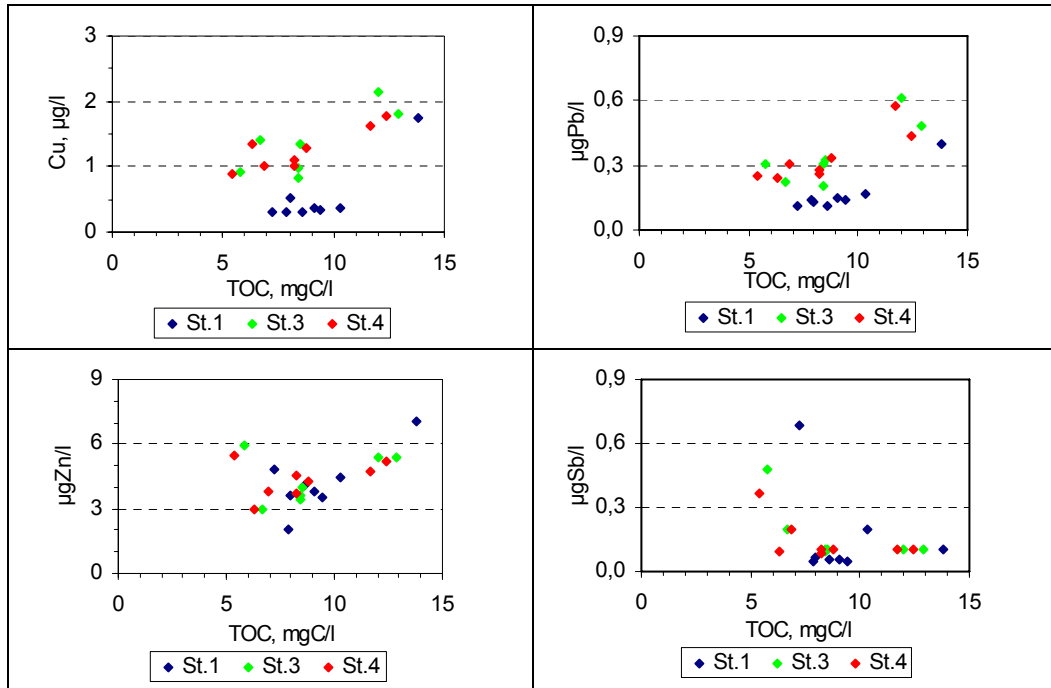 3
2
1
0
Cu, µg/l
0 5 10 15
TOC, mgC/l
St.1 St.3 St.4
0,9
0,6
0,3
0,0
µgPb/l
0 5 10 15
TOC, mgC/l
St.1 St.3 St.4
9
6
3
0
µgZn/l
0 5 10 15
TOC, mgC/l
St.1 St.3 St.4
0,9
0,6
0,3
0,0
µgSb/l
0 5 10 15
TOC, mgC/l
St.1 St.3 St.4